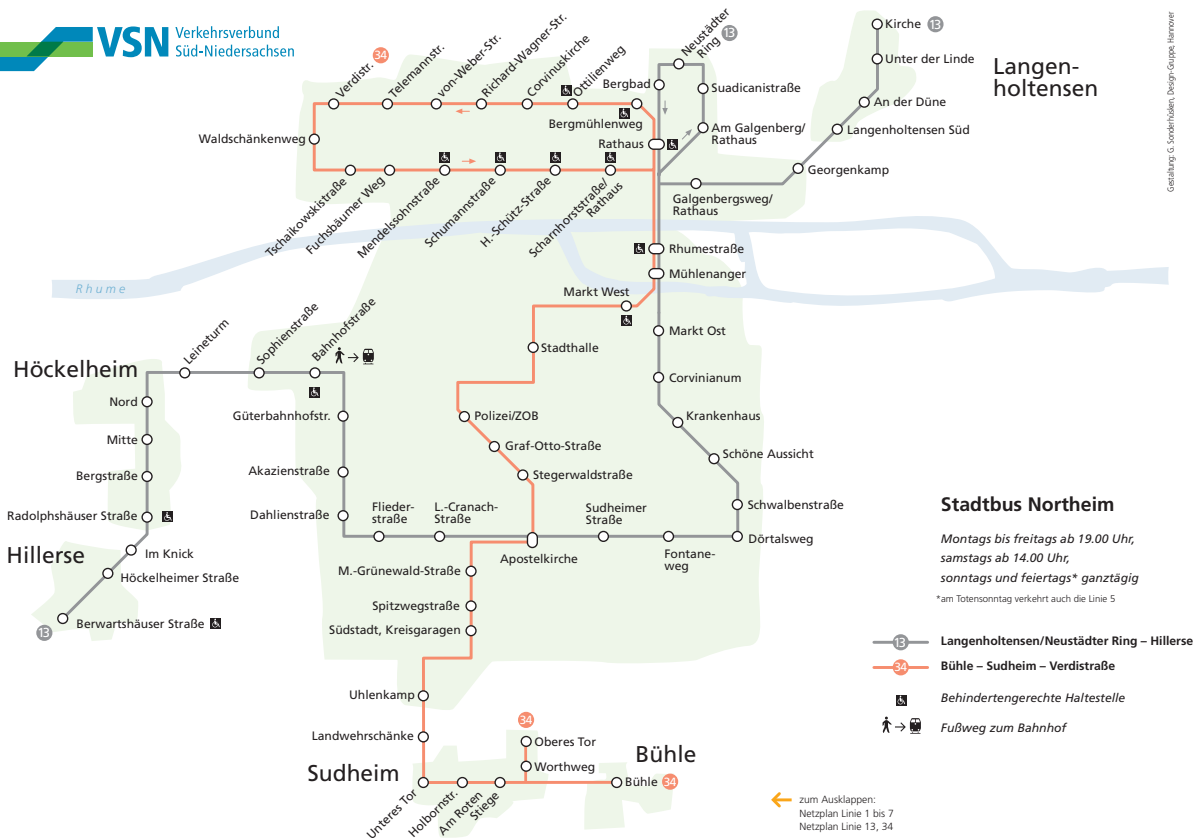 VSN Verkehrsverbund
Süd-Niedersachsen
Verdistr.
34
Telemannstr.
von-Weber-Str.
Richard-Wagner-Str.
Corvinuskirche
Ottilienweg
Bergmühlenweg
Waldschänkenweg
Tschaikowskistraße
Fuchsbäumer Weg
Mendelssohnstraße
Schumannstraße
H.-Schütz-Straße
Scharnhorststraße/
Rathaus
Neustädter
Ring
13
Bergbad
Suadicanistraße
Am Galgenberg/
Rathaus
Rathaus
Galgenbergsweg/
Rathaus
Kirche
13
Unter der Linde
An der Düne
Langenholtensen Süd
Georgenkamp
Langen-
holtensen
Gestaltung: G. Sonderhüsken, Design-Gruppe, Hannover
Rhume
Rhumestraße
Mühlenanger
Markt West
Markt Ost
Stadthalle
Corvinianum
Krankenhaus
Schöne Aussicht
Schwalbenstraße
Dörtalsweg
Polizei/ZOB
Graf-Otto-Straße
Stegerwaldstraße
Höckelheim
Leineturm
Sophienstraße
Bahnhofstraße
Nord
Mitte
Bergstraße
Radolphshäuser Straße
Güterbahnhofstr.
Akazienstraße
Dahlienstraße
Flieder-
straße
L.-Cranach-
Straße
Apostelkirche
Sudheimer
Straße
Fontane-
weg
Hillerse
Im Knick
Höckelheimer Straße
Berwartshäuser Straße
13
M.-Grünewald-Straße
Spitzwegstraße
Südstadt, Kreisgaragen
Uhlenkamp
Landwehrschänke
Sudheim
Unteres Tor
Holbornstr.
Am Roten
Stiege
34
Oberes Tor
Worthweg
Bühle
Bühle
34
Stadtbus Northeim
Montags bis freitags ab 19.00 Uhr,
samstags ab 14.00 Uhr,
sonntags und feiertags* ganztägig
*am Totensonntag verkehrt auch die Linie 5
13 Langenholtensen/Neustädter Ring – Hillerse
34 Bühle – Sudheim – Verdistraße
Behindertengerechte Haltestelle
Fußweg zum Bahnhof
zum Ausklappen:
Netzplan Linie 1 bis 7
Netzplan Linie 13, 34